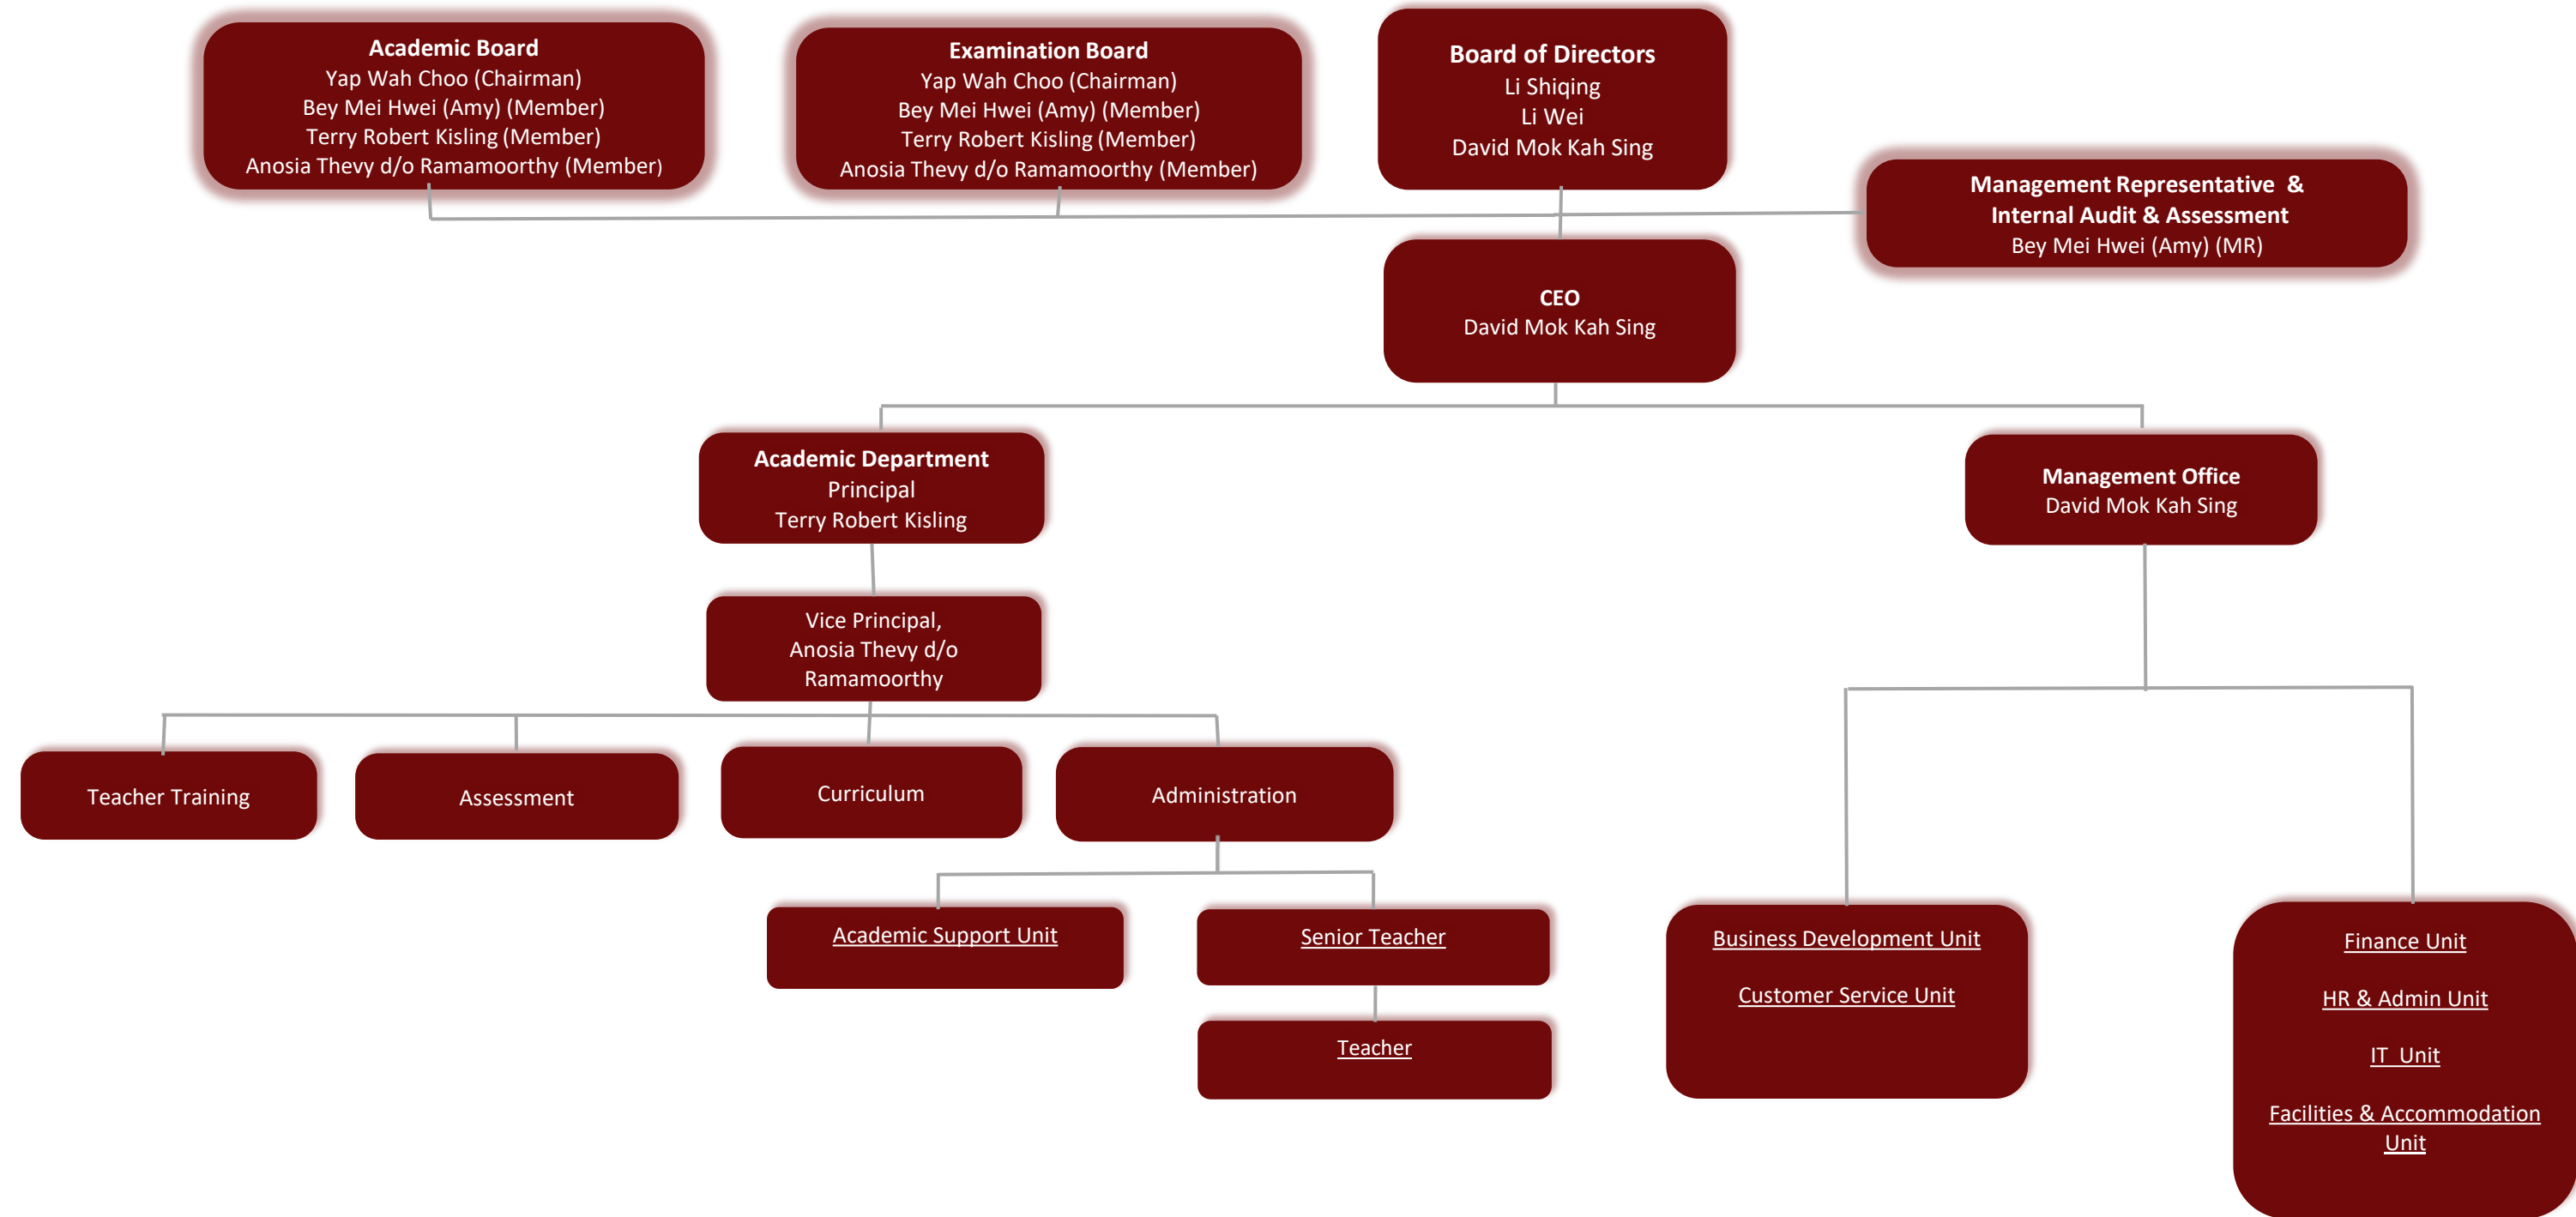 Academic Board
Yap Wah Choo (Chairman)
Bey Mei Hwei (Amy) (Member)
Terry Robert Kisling (Member)
Anosia Thevy d/o Ramamoorthy (Member)
Examination Board
Yap Wah Choo (Chairman)
Bey Mei Hwei (Amy) (Member)
Terry Robert Kisling (Member)
Anosia Thevy d/o Ramamoorthy (Member)
Board of Directors
Li Shiqing
Li Wei
David Mok Kah Sing
Management Representative &
Internal Audit & Assessment
Bey Mei Hwei (Amy) (MR)
CEO
David Mok Kah Sing
Academic Department
Principal
Terry Robert Kisling
Management Office
David Mok Kah Sing
Vice Principal,
Anosia Thevy d/o
Ramamoorthy
Teacher Training
Assessment
Curriculum
Administration
Academic Support Unit
Senior Teacher
Teacher
Business Development Unit
Customer Service Unit
Finance Unit
HR & Admin Unit
IT Unit
Facilities & Accommodation
Unit